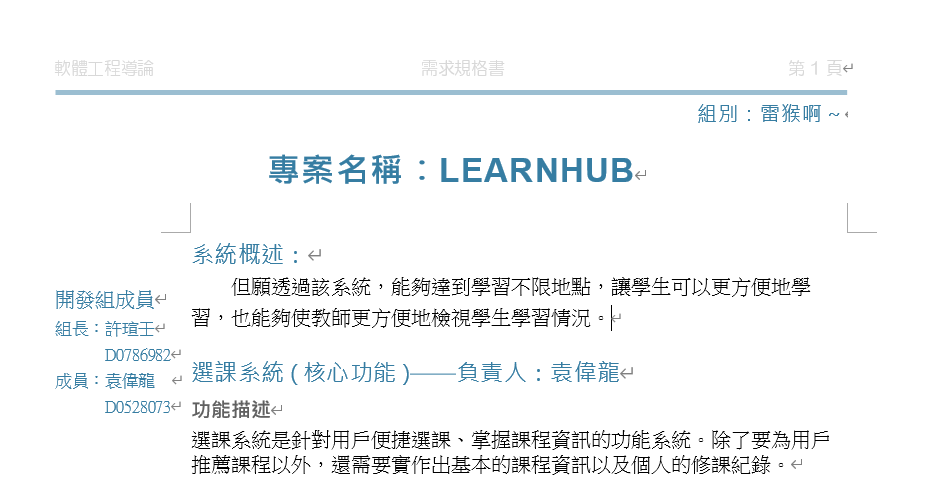 軟體工程導論 需求規格書 第 1 頁
組別：雷猴啊 ~
專案名稱：LEARNHUB
系統概述：
但願透過該系統，能夠達到學習不限地點，讓學生可以更方便地學
習，也能夠使教師更方便地檢視學生學習情況。
開發組成員
組長：許瑄壬
D0786982
成員：袁偉龍
D0528073
選課系統 ( 核心功能 )——負責人：袁偉龍
功能描述
選課系統是針對用戶便捷選課、掌握課程資訊的功能系統。除了要為用戶
推薦課程以外，還需要實作出基本的課程資訊以及個人的修課紀錄。